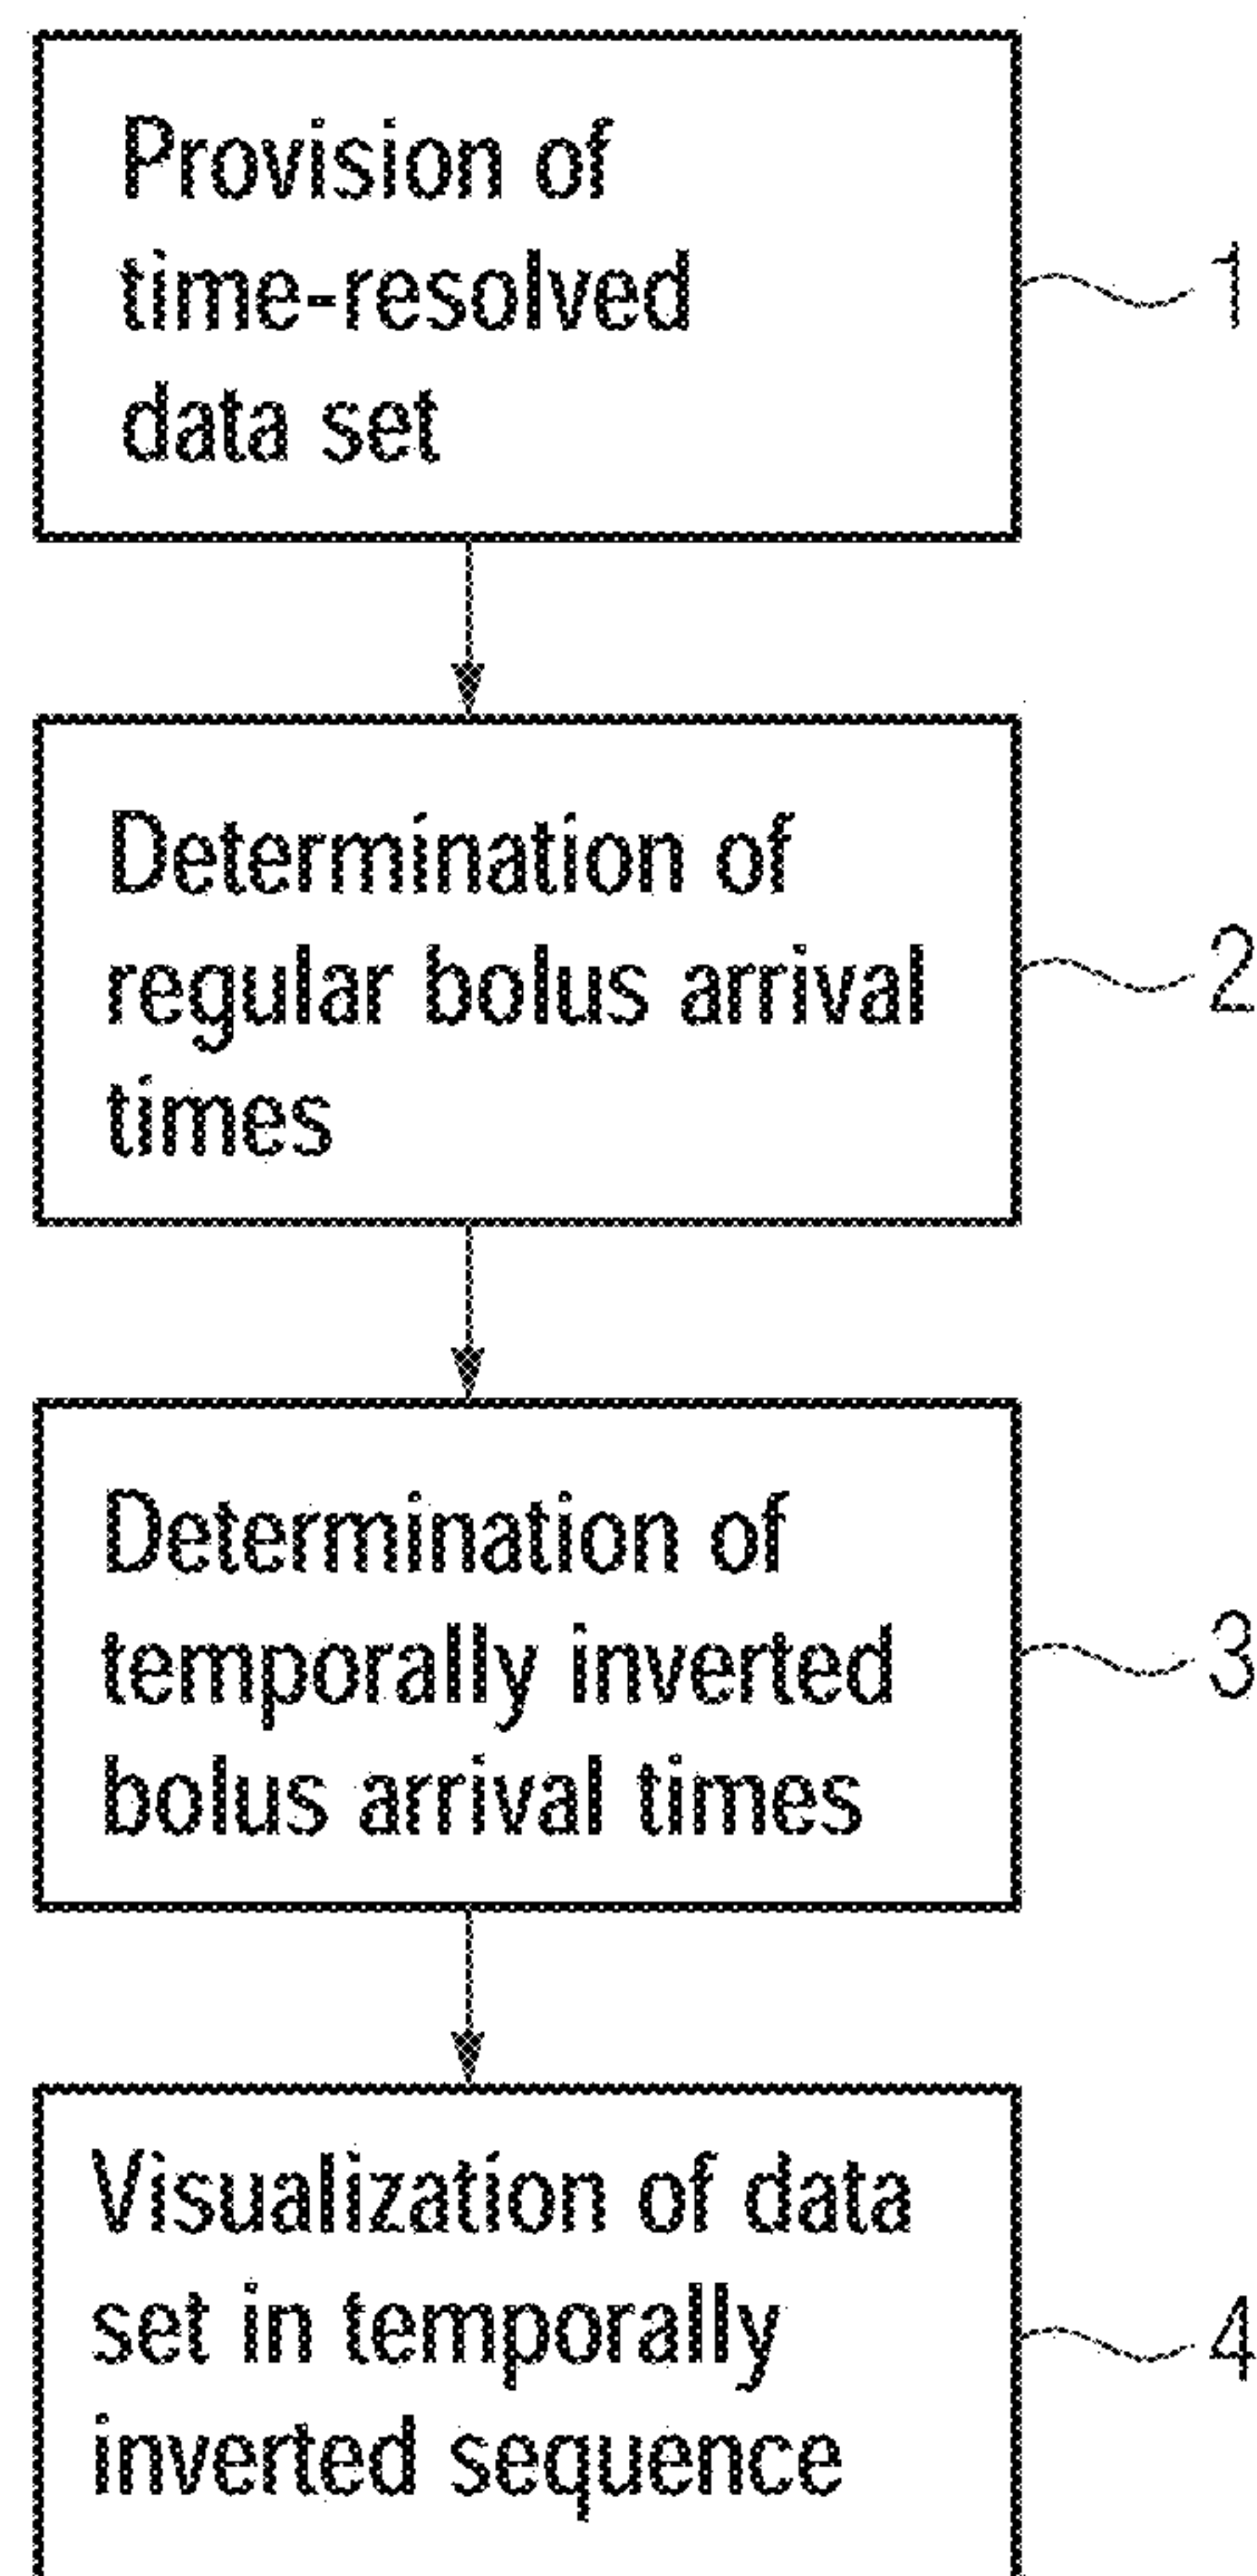 Provision of
time-resolved
data set
1
Determination of
regular bolus arrival
times
2
Determination of
temporally inverted
bolus arrival times
3
Visualization of data
set in temporally
inverted sequence
4